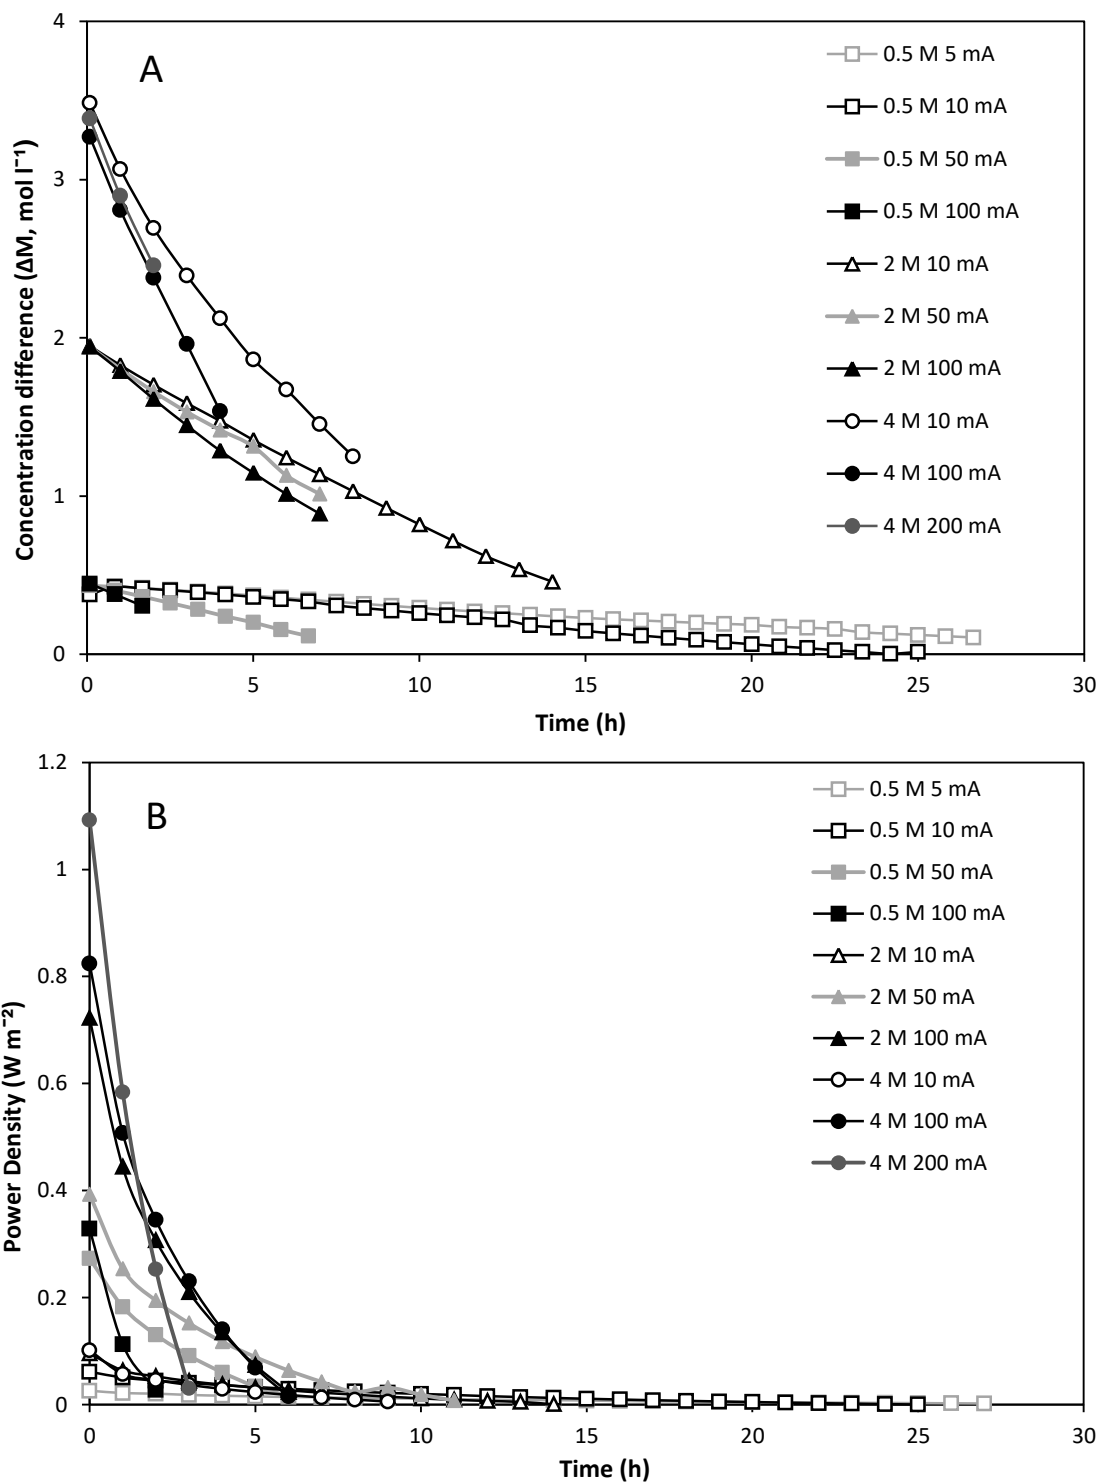 4
3
2
1
0
Concentration difference (ΔM, mol l⁻¹)
A
0.5 M 5 mA
0.5 M 10 mA
0.5 M 50 mA
0.5 M 100 mA
2 M 10 mA
2 M 50 mA
2 M 100 mA
4 M 10 mA
4 M 100 mA
4 M 200 mA
0 5 10 15 20 25 30
Time (h)
1.2
1
0.8
0.6
0.4
0.2
0
Power Density (W m⁻²)
B
0.5 M 5 mA
0.5 M 10 mA
0.5 M 50 mA
0.5 M 100 mA
2 M 10 mA
2 M 50 mA
2 M 100 mA
4 M 10 mA
4 M 100 mA
4 M 200 mA
0 5 10 15 20 25 30
Time (h)